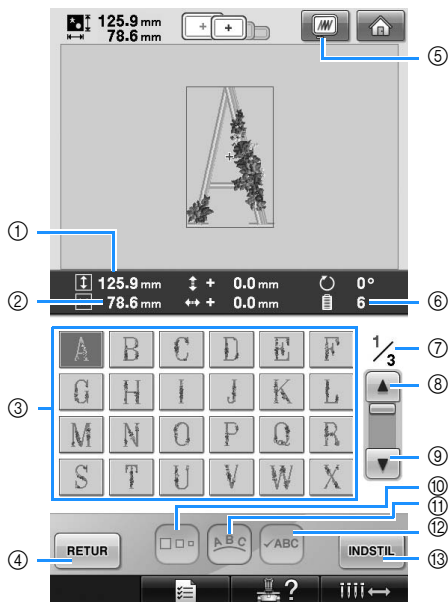 125.9 mm
78.6 mm
⑤
①
125.9 mm + 0.0 mm 0°
② 78.6 mm + 0.0 mm 6 ⑥
A B C D E F 1/3 ⑦
⑧
③ G H I J K L
M N O P Q R
⑨
S T U V W X
⑩
⑪
⑫
A B C ✓ABC
④ RETUR INDSTIL ⑬
?